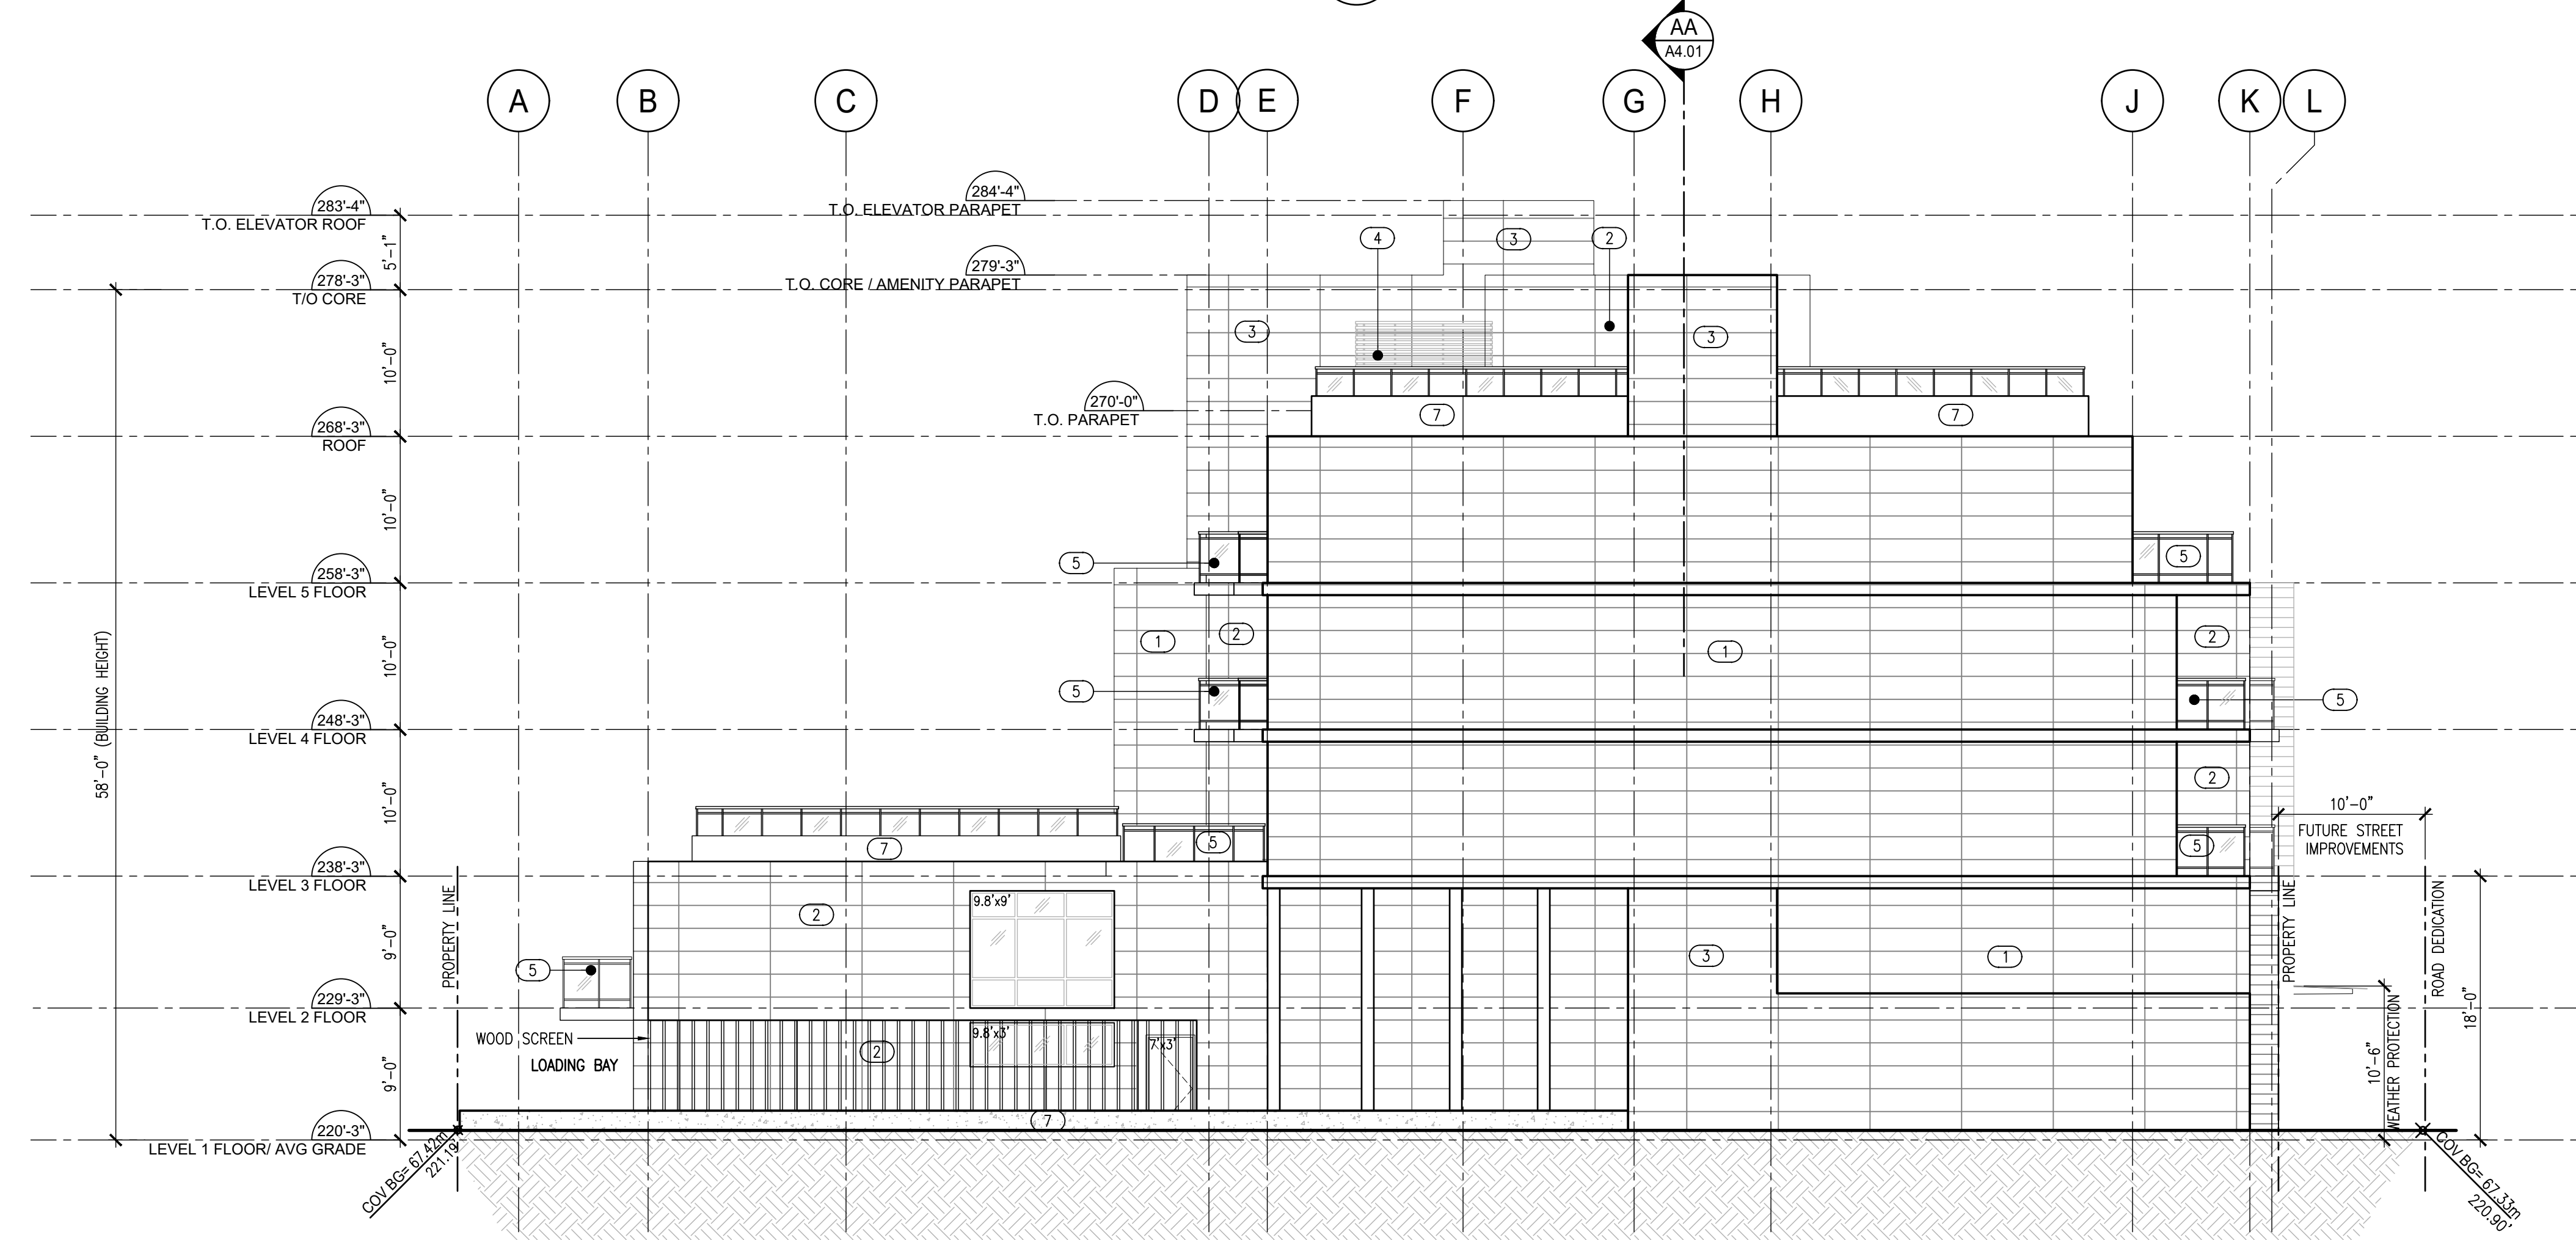 AA
A4.01
A
B
C
D
E
F
G
H
J
K
L
284'-4"
T.O. ELEVATOR PARAPET
283'-4"
T.O. ELEVATOR ROOF
5'-1"
4
3
2
279'-3"
T.O. CORE / AMENITY PARAPET
278'-3"
T/O CORE
3
3
10'-0"
270'-0"
T.O. PARAPET
7
7
268'-3"
ROOF
10'-0"
5
5
258'-3"
LEVEL 5 FLOOR
58'-0" (BUILDING HEIGHT)
10'-0"
1
2
1
2
5
5
248'-3"
LEVEL 4 FLOOR
10'-0"
2
10'-0"
FUTURE STREET
IMPROVEMENTS
7
5
5
238'-3"
LEVEL 3 FLOOR
PROPERTY LINE
9'-0"
2
9.8'x9'
3
1
PROPERTY LINE
ROAD DEDICATION
5
229'-3"
LEVEL 2 FLOOR
18'-0"
WOOD SCREEN
LOADING BAY
2
9.8'x3'
7'x3'
9'-0"
10'-6"
WEATHER PROTECTION
7
220'-3"
LEVEL 1 FLOOR/ AVG GRADE
COV BG= 67.42m
221.19'
COV BG= 67.33m
220.90'